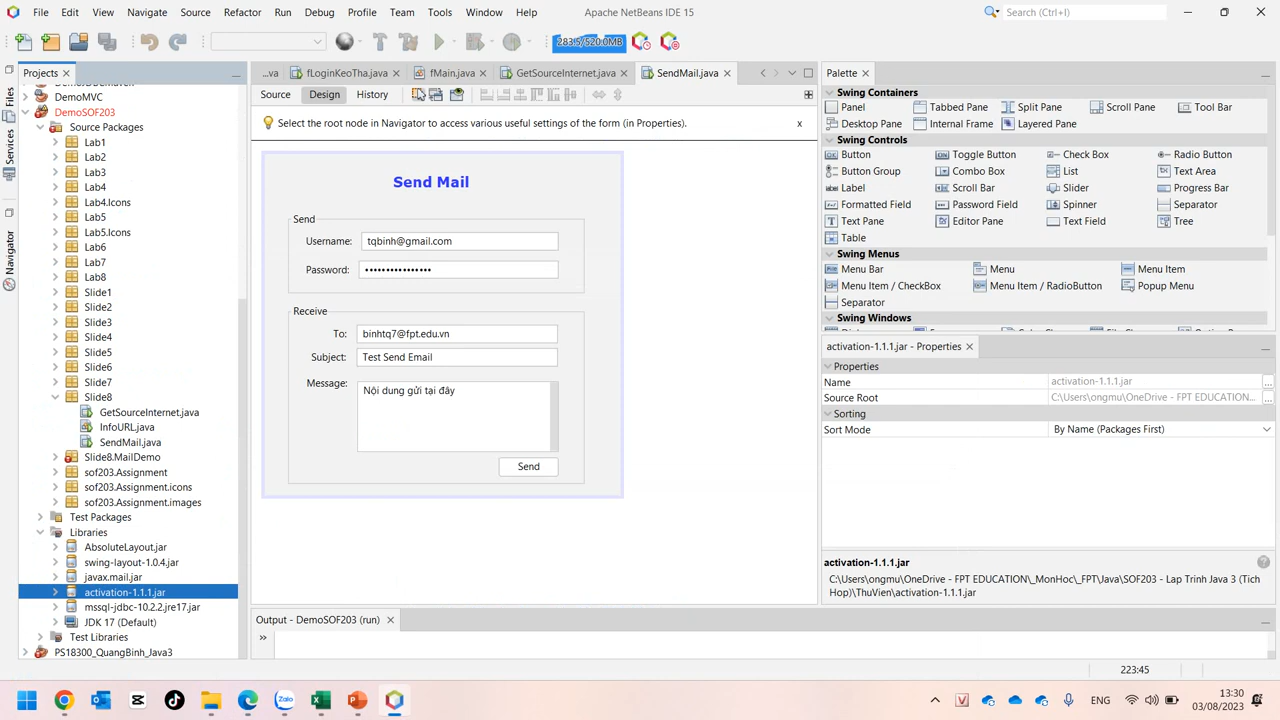 File Edit View Navigate Source Refactor Run Debug Profile Team Tools Window Help
Apache NetBeans IDE 15
Search (Ctrl+I)
283.5/520.0MB
Projects
Files
Services
Navigator
DemoMVC
DemoSOF203
Source Packages
Lab1
Lab2
Lab3
Lab4
Lab4.Icons
Lab5
Lab5.Icons
Lab6
Lab7
Lab8
Slide1
Slide2
Slide3
Slide4
Slide5
Slide6
Slide7
Slide8
GetSourceInternet.java
InfoURL.java
SendMail.java
Slide8.MailDemo
sof203.Assignment
sof203.Assignment.icons
sof203.Assignment.images
Test Packages
Libraries
AbsoluteLayout.jar
swing-layout-1.0.4.jar
javax.mail.jar
activation-1.1.1.jar
mssql-jdbc-10.2.2.jre17.jar
JDK 17 (Default)
Test Libraries
PS18300_QuangBinh_Java3
...va fLoginKeoTha.java fMain.java GetSourceInternet.java SendMail.java
Source Design History
Select the root node in Navigator to access various useful settings of the form (in Properties). x
Send Mail
Send
Username: tqbinh@gmail.com
Password: ••••••••••••••••
Receive
To: binhtq7@fpt.edu.vn
Subject: Test Send Email
Message: Nội dung gửi tại đây
Send
Output - DemoSOF203 (run)
Palette
Swing Containers
Panel Tabbed Pane Split Pane Scroll Pane Tool Bar
Desktop Pane Internal Frame Layered Pane
Swing Controls
Button Toggle Button Check Box Radio Button
Button Group Combo Box List Text Area
Label Scroll Bar Slider Progress Bar
Formatted Field Password Field Spinner Separator
Text Pane Editor Pane Text Field Tree
Table
Swing Menus
Menu Bar Menu Menu Item
Menu Item / CheckBox Menu Item / RadioButton Popup Menu
Separator
Swing Windows
activation-1.1.1.jar - Properties
Properties
Name activation-1.1.1.jar ...
Source Root C:\Users\ongmu\OneDrive - FPT EDUCATION... ...
Sorting
Sort Mode By Name (Packages First)
activation-1.1.1.jar
C:\Users\ongmu\OneDrive - FPT EDUCATION\_MonHoc\_FPT\Java\SOF203 - Lap Trinh Java 3 (Tich
Hop)\ThuVien\activation-1.1.1.jar
223:45
Zalo
ENG
13:30
03/08/2023